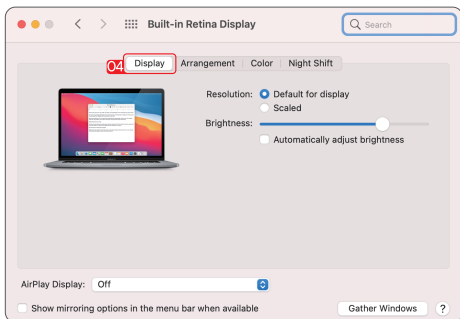 Built-in Retina Display
Search
04
Display
Arrangement
Color
Night Shift
Resolution:
Default for display
Scaled
Brightness:
Automatically adjust brightness
AirPlay Display:
Off
Show mirroring options in the menu bar when available
Gather Windows
?